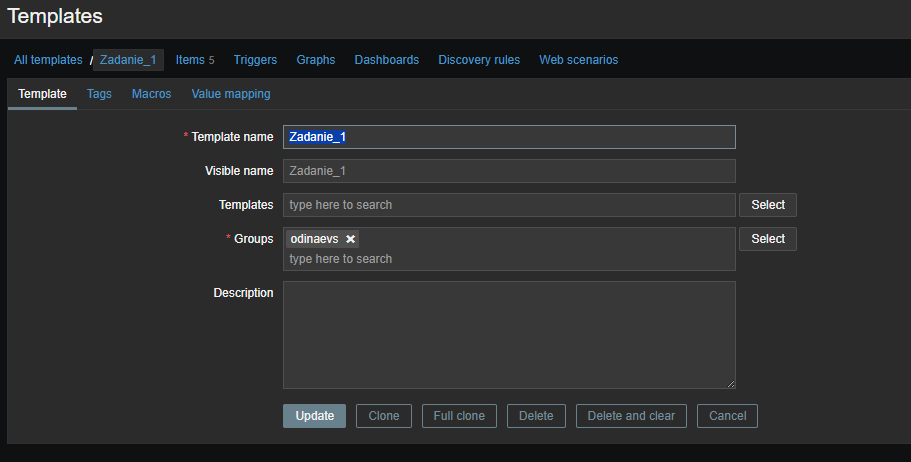 Templates
All templates / Zadanie_1 Items 5 Triggers Graphs Dashboards Discovery rules Web scenarios
Template Tags Macros Value mapping
* Template name Zadanie_1
Visible name Zadanie_1
Templates type here to search Select
* Groups odinaevs Select
type here to search
Description
Update Clone Full clone Delete Delete and clear Cancel